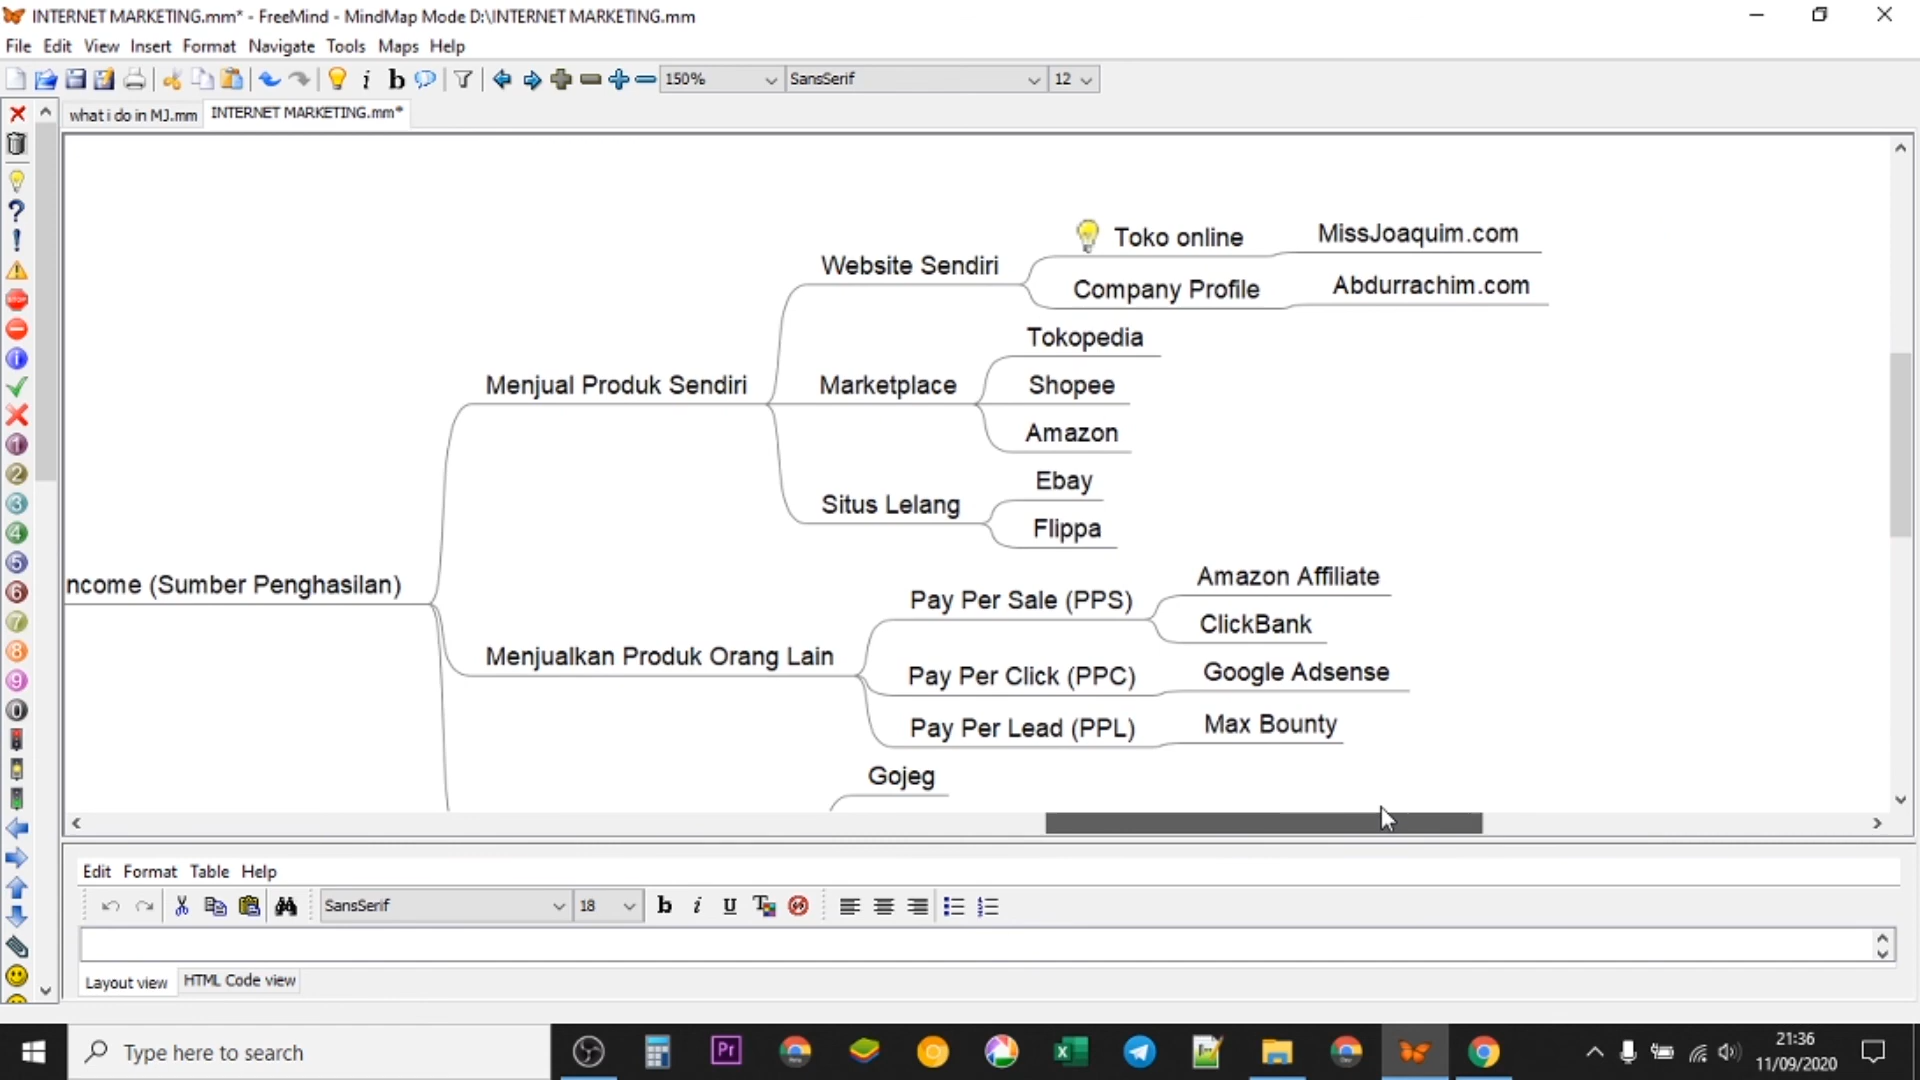 INTERNET MARKETING.mm* - FreeMind - MindMap Mode D:\INTERNET MARKETING.mm
File Edit View Insert Format Navigate Tools Maps Help
150% SansSerif 12
what i do in MJ.mm INTERNET MARKETING.mm*
Toko online MissJoaquim.com
Website Sendiri
Company Profile Abdurrachim.com
Tokopedia
Menjual Produk Sendiri Marketplace Shopee
Amazon
Ebay
Situs Lelang
Flippa
ncome (Sumber Penghasilan)
Amazon Affiliate
Pay Per Sale (PPS)
ClickBank
Menjualkan Produk Orang Lain
Pay Per Click (PPC) Google Adsense
Pay Per Lead (PPL) Max Bounty
Gojeg
Edit Format Table Help
SansSerif 18
Layout view HTML Code view
Type here to search
Pr
21:36
11/09/2020